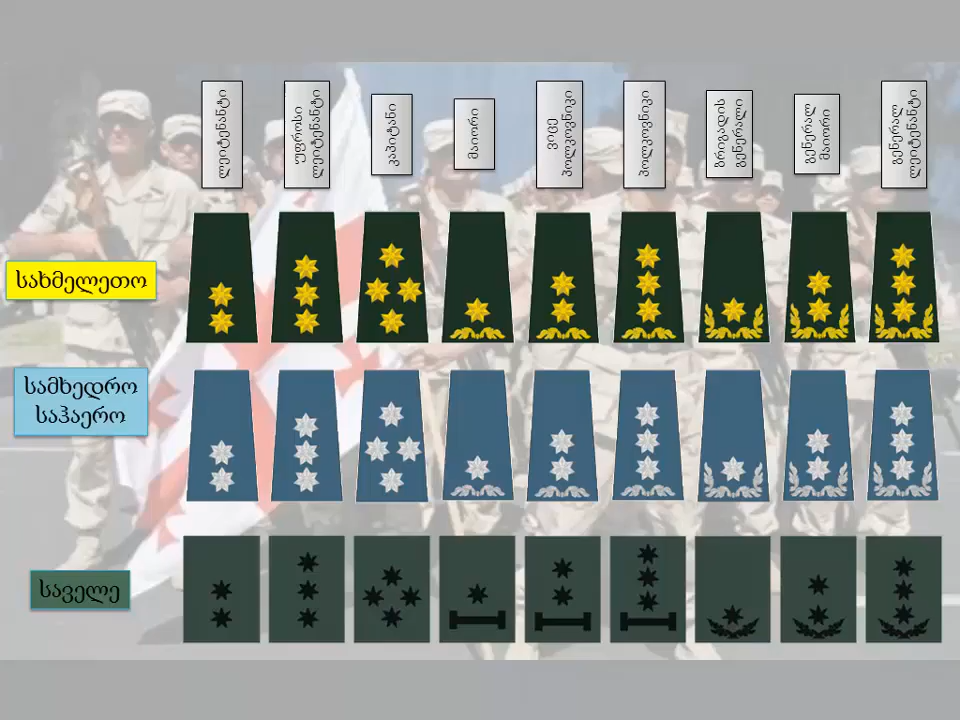 ლეიტენანტი
უფროსი
ლეიტენანტი
კაპიტანი
მაიორი
ვიცე
პოლკოვნიკი
პოლკოვნიკი
ბრიგადის
გენერალი
გენერალ
მაიორი
გენერალ
ლეიტენანტი
სახმელეთო
სამხედრო
საჰაერო
საველე